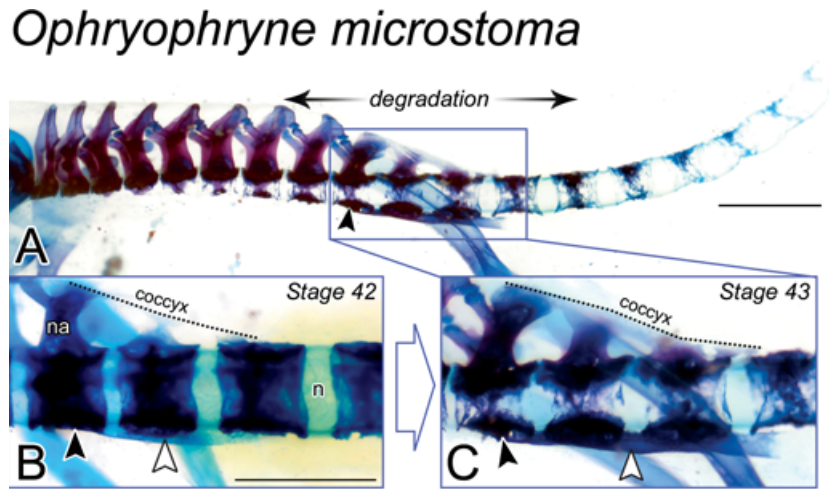 Ophryophryne microstoma
degradation
A
coccyx
Stage 42
na
n
B
coccyx
Stage 43
C